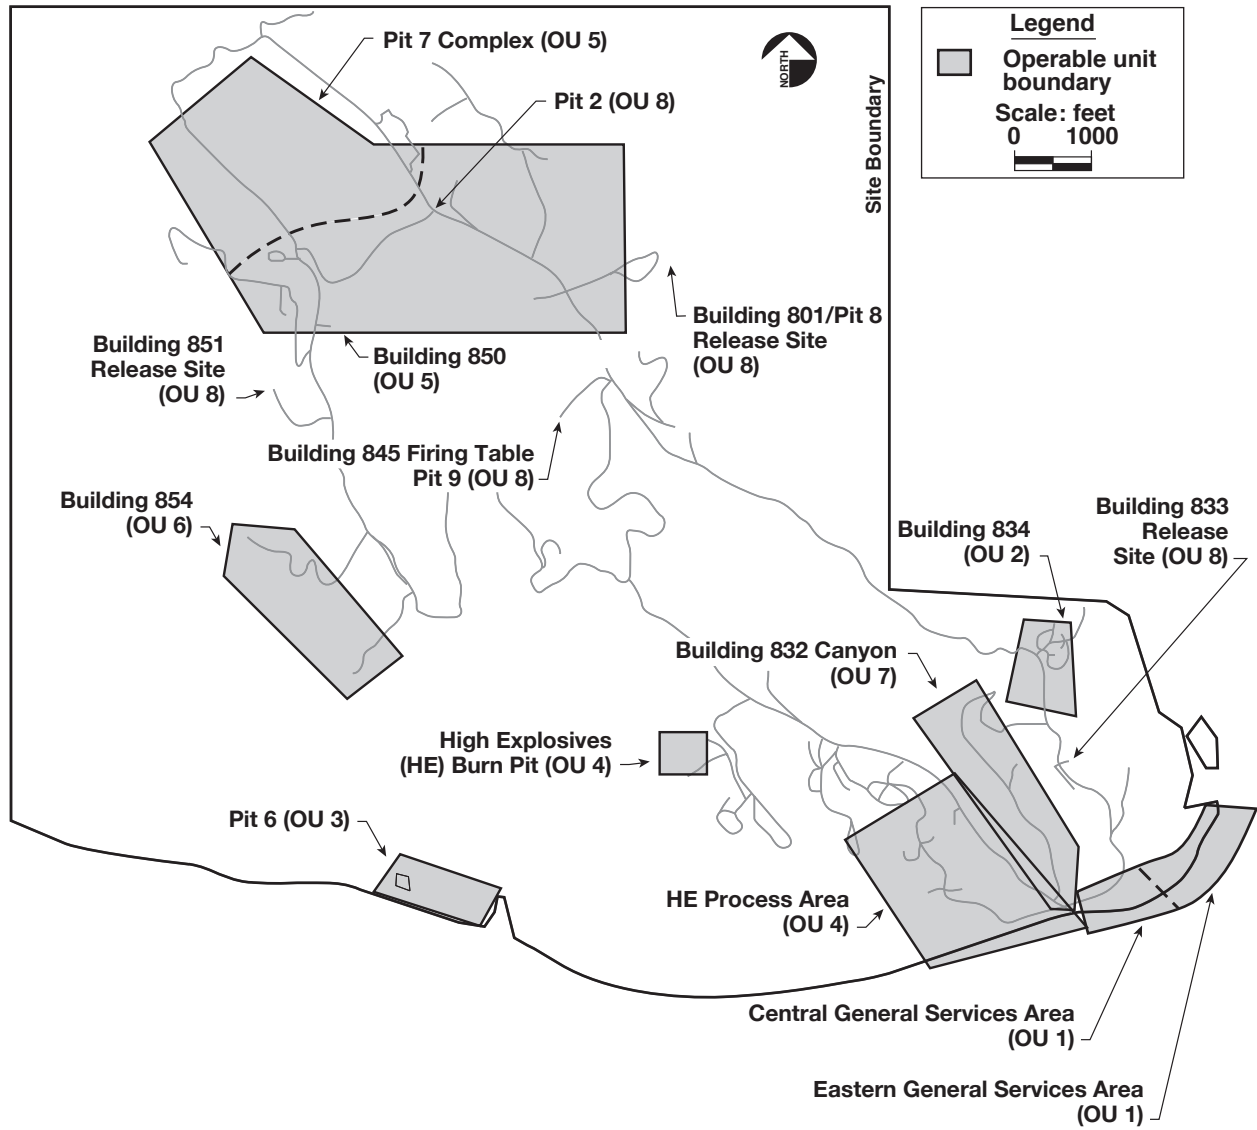 Pit 7 Complex (OU 5)
Pit 2 (OU 8)
NORTH
Site Boundary
Legend
Operable unit
boundary
Scale: feet
0 1000
Building 801/Pit 8
Release Site
(OU 8)
Building 851
Release Site
(OU 8)
Building 850
(OU 5)
Building 845 Firing Table
Pit 9 (OU 8)
Building 854
(OU 6)
Building 834
(OU 2)
Building 833
Release
Site (OU 8)
Building 832 Canyon
(OU 7)
High Explosives
(HE) Burn Pit (OU 4)
Pit 6 (OU 3)
HE Process Area
(OU 4)
Central General Services Area
(OU 1)
Eastern General Services Area
(OU 1)